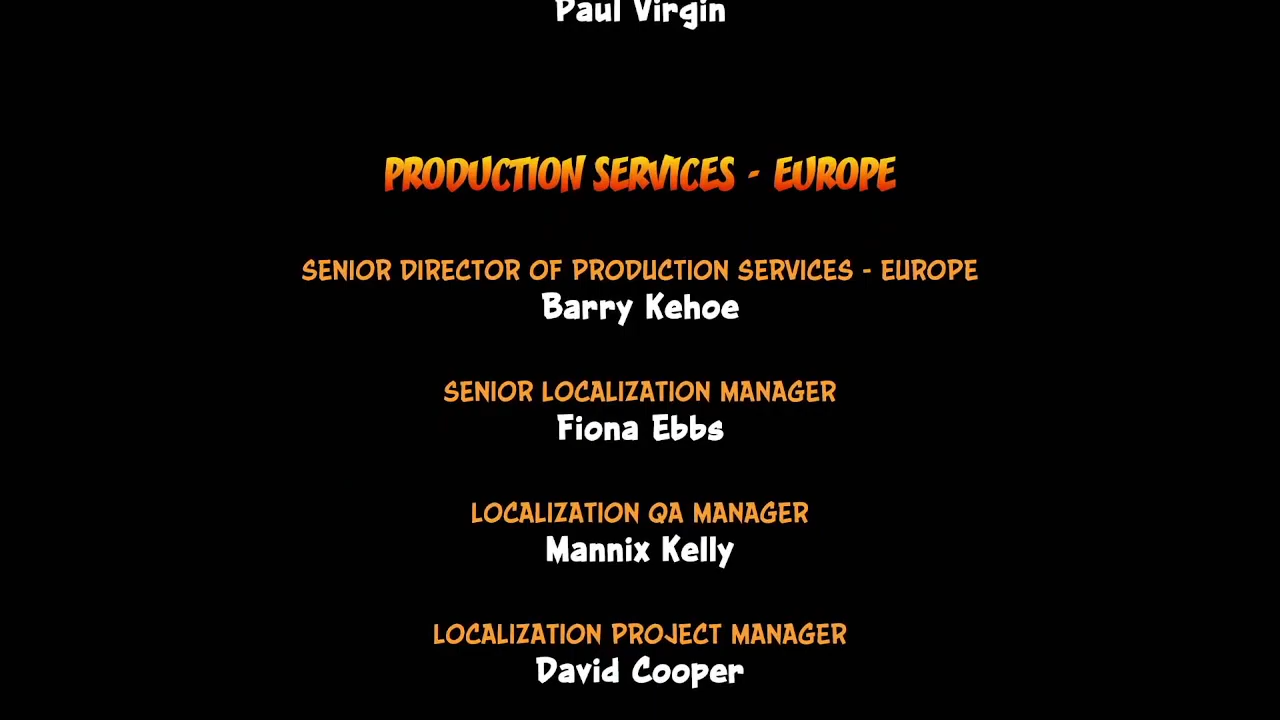 Paul Virgin
PRODUCTION SERVICES - EUROPE
SENIOR DIRECTOR OF PRODUCTION SERVICES - EUROPE
Barry Kehoe
SENIOR LOCALIZATION MANAGER
Fiona Ebbs
LOCALIZATION QA MANAGER
Mannix Kelly
LOCALIZATION PROJECT MANAGER
David Cooper